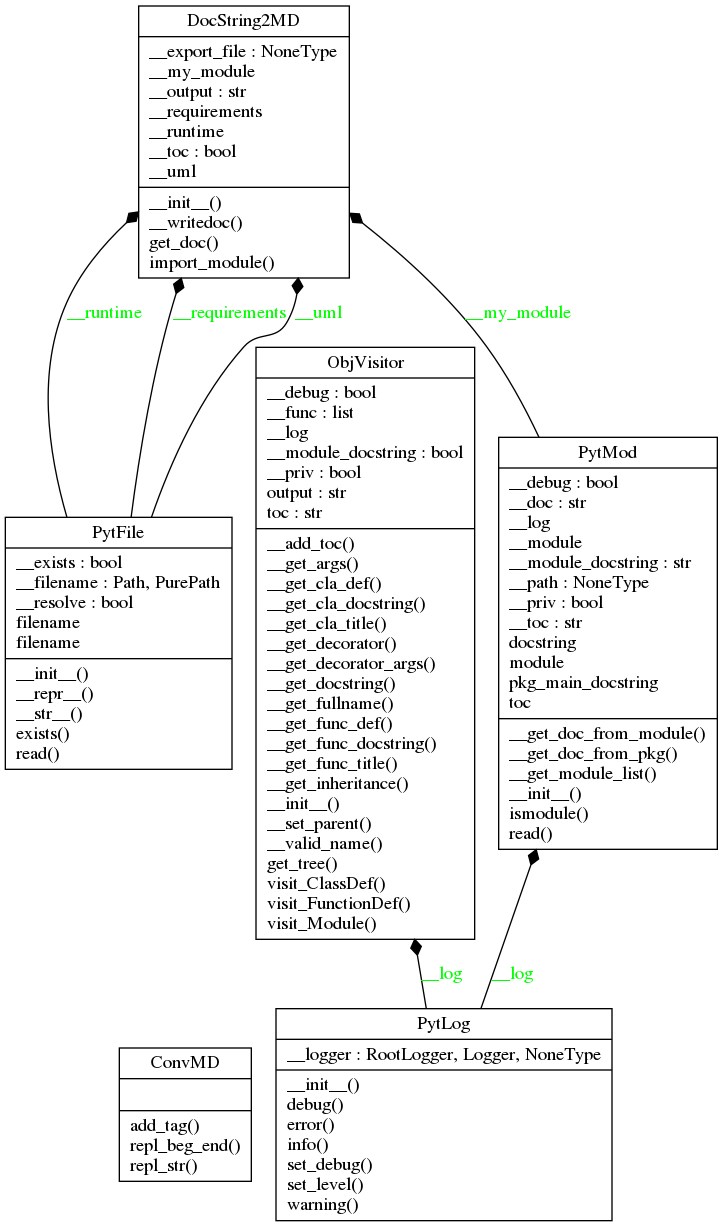 DocString2MD
__export_file : NoneType
__my_module
__output : str
__requirements
__runtime
__toc : bool
__uml
__init__()
__writedoc()
get_doc()
import_module()
__runtime
__requirements
__uml
__my_module
ObjVisitor
__debug : bool
__func : list
__log
__module_docstring : bool
__priv : bool
output : str
toc : str
__add_toc()
__get_args()
__get_cla_def()
__get_cla_docstring()
__get_cla_title()
__get_decorator()
__get_decorator_args()
__get_docstring()
__get_fullname()
__get_func_def()
__get_func_docstring()
__get_func_title()
__get_inheritance()
__init__()
__set_parent()
__valid_name()
get_tree()
visit_ClassDef()
visit_FunctionDef()
visit_Module()
PytMod
__debug : bool
__doc : str
__log
__module
__module_docstring : str
__path : NoneType
__priv : bool
__toc : str
docstring
module
pkg_main_docstring
toc
__get_doc_from_module()
__get_doc_from_pkg()
__get_module_list()
__init__()
ismodule()
read()
PytFile
__exists : bool
__filename : Path, PurePath
__resolve : bool
filename
filename
__init__()
__repr__()
__str__()
exists()
read()
__log
__log
PytLog
__logger : RootLogger, Logger, NoneType
__init__()
debug()
error()
info()
set_debug()
set_level()
warning()
ConvMD
add_tag()
repl_beg_end()
repl_str()